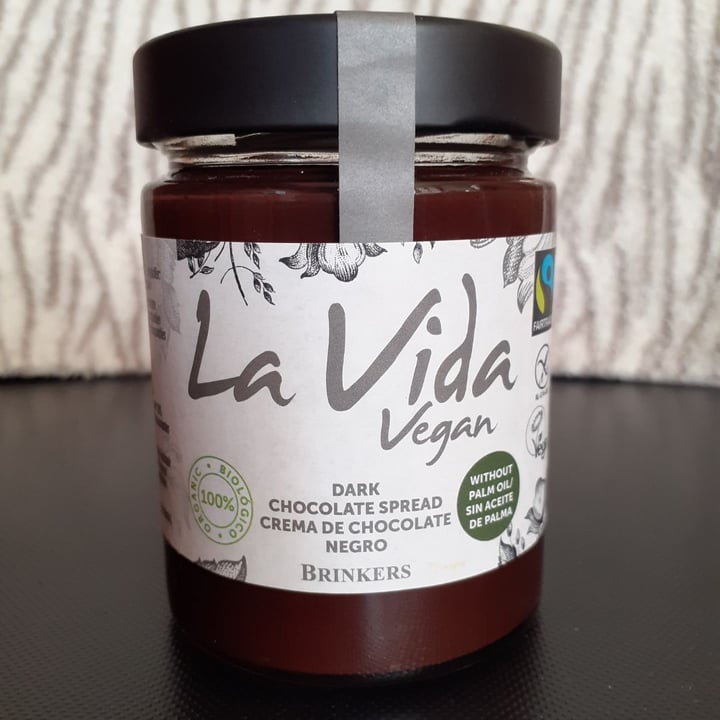 La Vida
Vegan
100%
ORGANIC • BIOLÓGICO •
DARK
CHOCOLATE SPREAD
CREMA DE CHOCOLATE
NEGRO
BRINKERS
WITHOUT
PALM OIL/
SIN ACEITE
DE PALMA